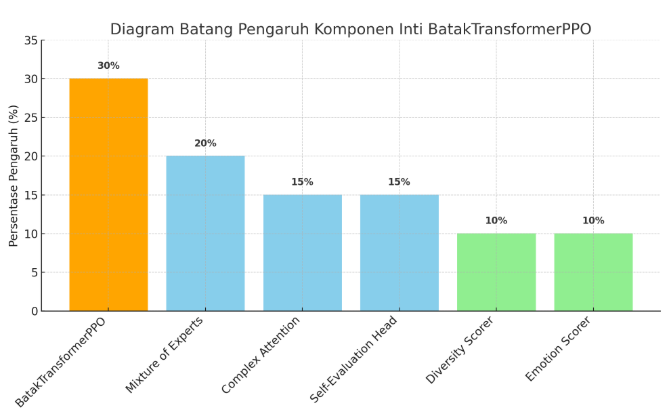 Diagram Batang Pengaruh Komponen Inti BatakTransformerPPO
Persentase Pengaruh (%)
35
30
25
20
15
10
5
0
30%
20%
15%
15%
10%
10%
BatakTransformerPPO
Mixture of Experts
Complex Attention
Self-Evaluation Head
Diversity Scorer
Emotion Scorer